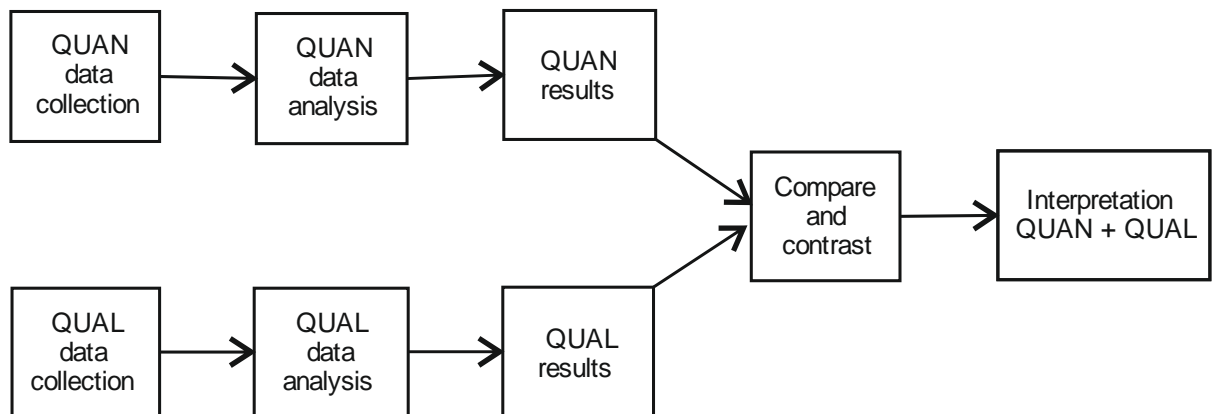 QUAN
data
collection
QUAN
data
analysis
QUAN
results
Compare
and
contrast
Interpretation
QUAN + QUAL
QUAL
data
collection
QUAL
data
analysis
QUAL
results